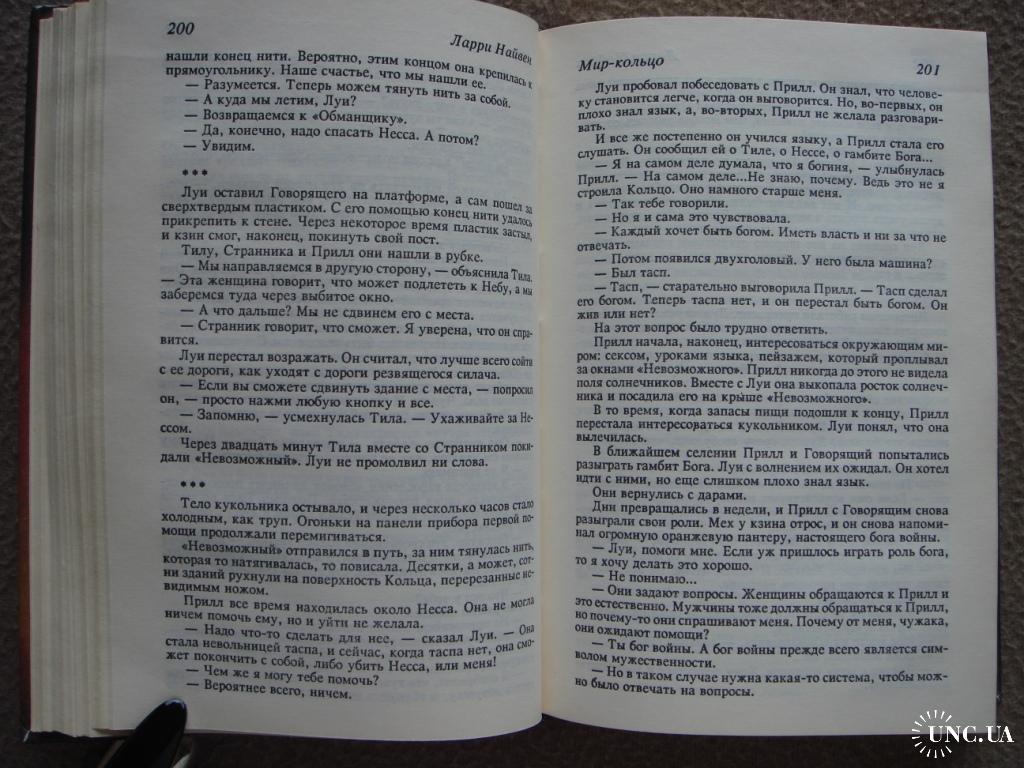 200
Ларри Найвен
нашли конец нити. Вероятно, этим концом она крепилась к
прямоугольнику. Наше счастье, что мы нашли ее.
— Разумеется. Теперь можем тянуть нить за собой.
— А куда мы летим, Луи?
— Возвращаемся к «Обманщику».
— Да, конечно, надо спасать Несса. А потом?
— Увидим.
* * *
Луи оставил Говорящего на платформе, а сам пошел за
сверхтвердым пластиком. С его помощью конец нити удалось
прикрепить к стене. Через некоторое время пластик застыл,
и кзин смог, наконец, покинуть свой пост.
Тилу, Странника и Прилл они нашли в рубке.
— Мы направляемся в другую сторону, — объяснила Тила.
— Эта женщина говорит, что может подлететь к Небу, а мы
заберемся туда через выбитое окно.
— А что дальше? Мы не сдвинем его с места.
— Странник говорит, что сможет. Я уверена, что он спра-
вится.
Луи перестал возражать. Он считал, что лучше всего сойти
с ее дороги, как уходят с дороги резвящегося силача.
— Если вы сможете сдвинуть здание с места, — попросил
он, — просто нажми любую кнопку и все.
— Запомню, — усмехнулась Тила. — Ухаживайте за Не-
ссом.
Через двадцать минут Тила вместе со Странником поки-
дали «Невозможный». Луи не промолвил ни слова.
* * *
Тело кукольника остывало, и через несколько часов стало
холодным, как труп. Огоньки на панели прибора первой по-
мощи продолжали перемигиваться.
«Невозможный» отправился в путь, за ним тянулась нить,
которая то натягивалась, то повисала. Десятки, а может, сот-
ни зданий рухнули на поверхность Кольца, перерезанные не-
видимым ножом.
Прилл все время находилась около Несса. Она не могла
ничем помочь ему, но и уйти не желала.
— Надо что-то сделать для нее, — сказал Луи. — Она
стала невольницей таспа, и сейчас, когда таспа нет, она смо-
жет покончить с собой, либо убить Несса, или меня!
— Чем же я могу тебе помочь?
— Вероятнее всего, ничем.
Мир-кольцо
201
Луи пробовал побеседовать с Прилл. Он знал, что челове-
ку становится легче, когда он выговорится. Но, во-первых, он
плохо знал язык, а, во-вторых, Прилл не желала разговари-
вать.
И все же постепенно он учился языку, а Прилл стала его
слушать. Он сообщил ей о Тиле, о Нессе, о гамбите Бога...
— Я на самом деле думала, что я богиня, — улыбнулась
Прилл. — На самом деле...Не знаю, почему. Ведь это не я
строила Кольцо. Оно намного старше меня.
— Так тебе говорили.
— Но я и сама это чувствовала.
— Каждый хочет быть богом. Иметь власть и ни за что не
отвечать.
— Потом появился двухголовый. У него была машина?
— Был тасп.
— Тасп, — старательно выговорила Прилл. — Тасп сделал
его богом. Теперь таспа нет, и он перестал быть богом. Он
жив или нет?
На этот вопрос было трудно ответить.
Прилл начала, наконец, интересоваться окружающим ми-
ром: сексом, уроками языка, пейзажем, который проплывал
за окнами «Невозможного». Прилл никогда до этого не видела
поля солнечников. Вместе с Луи она выкопала росток солнеч-
ника и посадила его на крыше «Невозможного».
В то время, когда запасы пищи подошли к концу, Прилл
перестала интересоваться кукольником. Луи понял, что она
вылечилась.
В ближайшем селении Прилл и Говорящий попытались
разыграть гамбит Бога. Луи с волнением их ожидал. Он хотел
идти с ними, но еще слишком плохо знал язык.
Они вернулись с дарами.
Дни превращались в недели, и Прилл с Говорящим снова
разыграли свои роли. Мех у кзина отрос, и он снова напоми-
нал огромную оранжевую пантеру, настоящего бога войны.
— Луи, помоги мне. Если уж пришлось играть роль бога,
то я хочу делать это хорошо.
— Не понимаю...
— Они задают вопросы. Женщины обращаются к Прилл и
это естественно. Мужчины тоже должны обращаться к Прилл,
но почему-то они спрашивают меня. Почему от меня, чужака,
они ожидают помощи?
— Ты бог войны. А бог войны прежде всего является сим-
волом мужественности.
— Но в таком случае нужна какая-то система, чтобы мож-
но было отвечать на вопросы.
UNC.UA